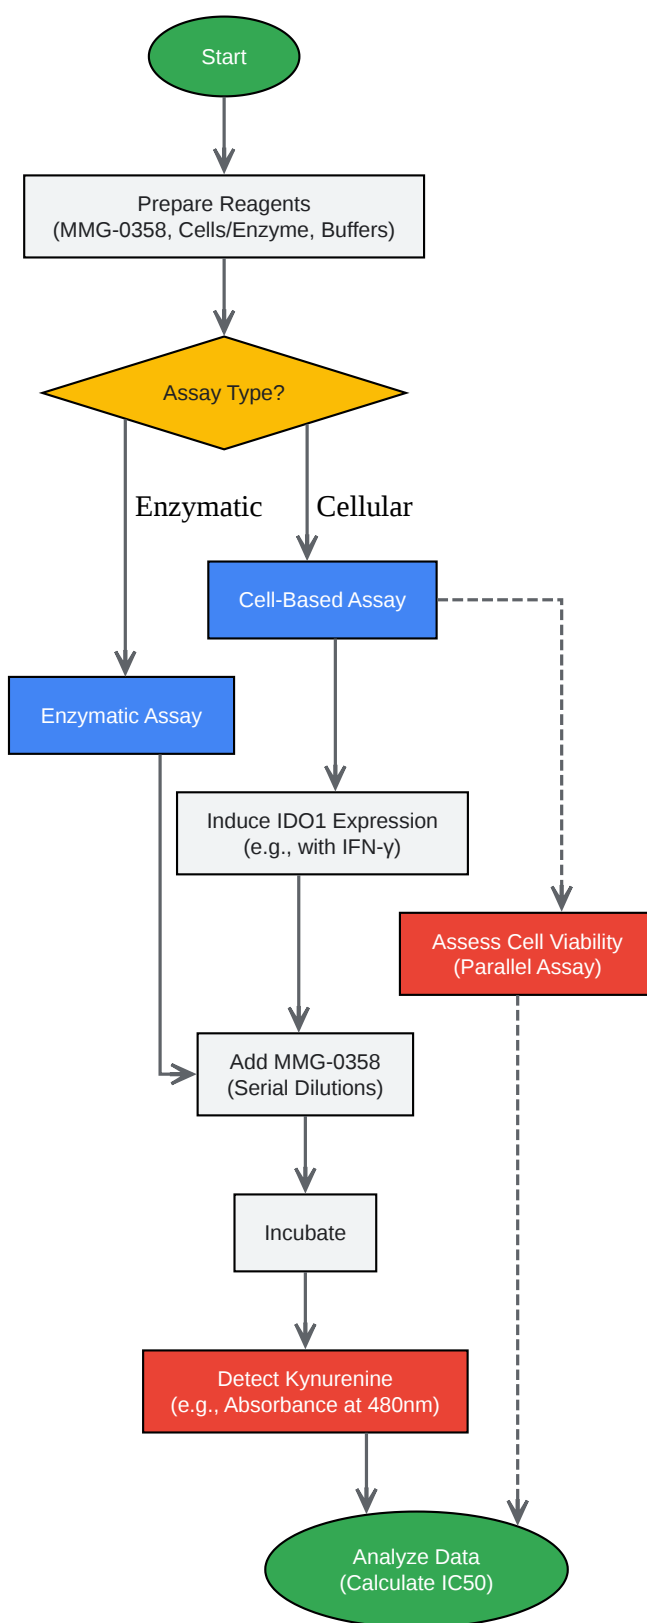 Start
Prepare Reagents
(MMG-0358, Cells/Enzyme, Buffers)
Assay Type?
Enzymatic
Cellular
Cell-Based Assay
Enzymatic Assay
Induce IDO1 Expression
(e.g., with IFN-γ)
Assess Cell Viability
(Parallel Assay)
Add MMG-0358
(Serial Dilutions)
Incubate
Detect Kynurenine
(e.g., Absorbance at 480nm)
Analyze Data
(Calculate IC50)